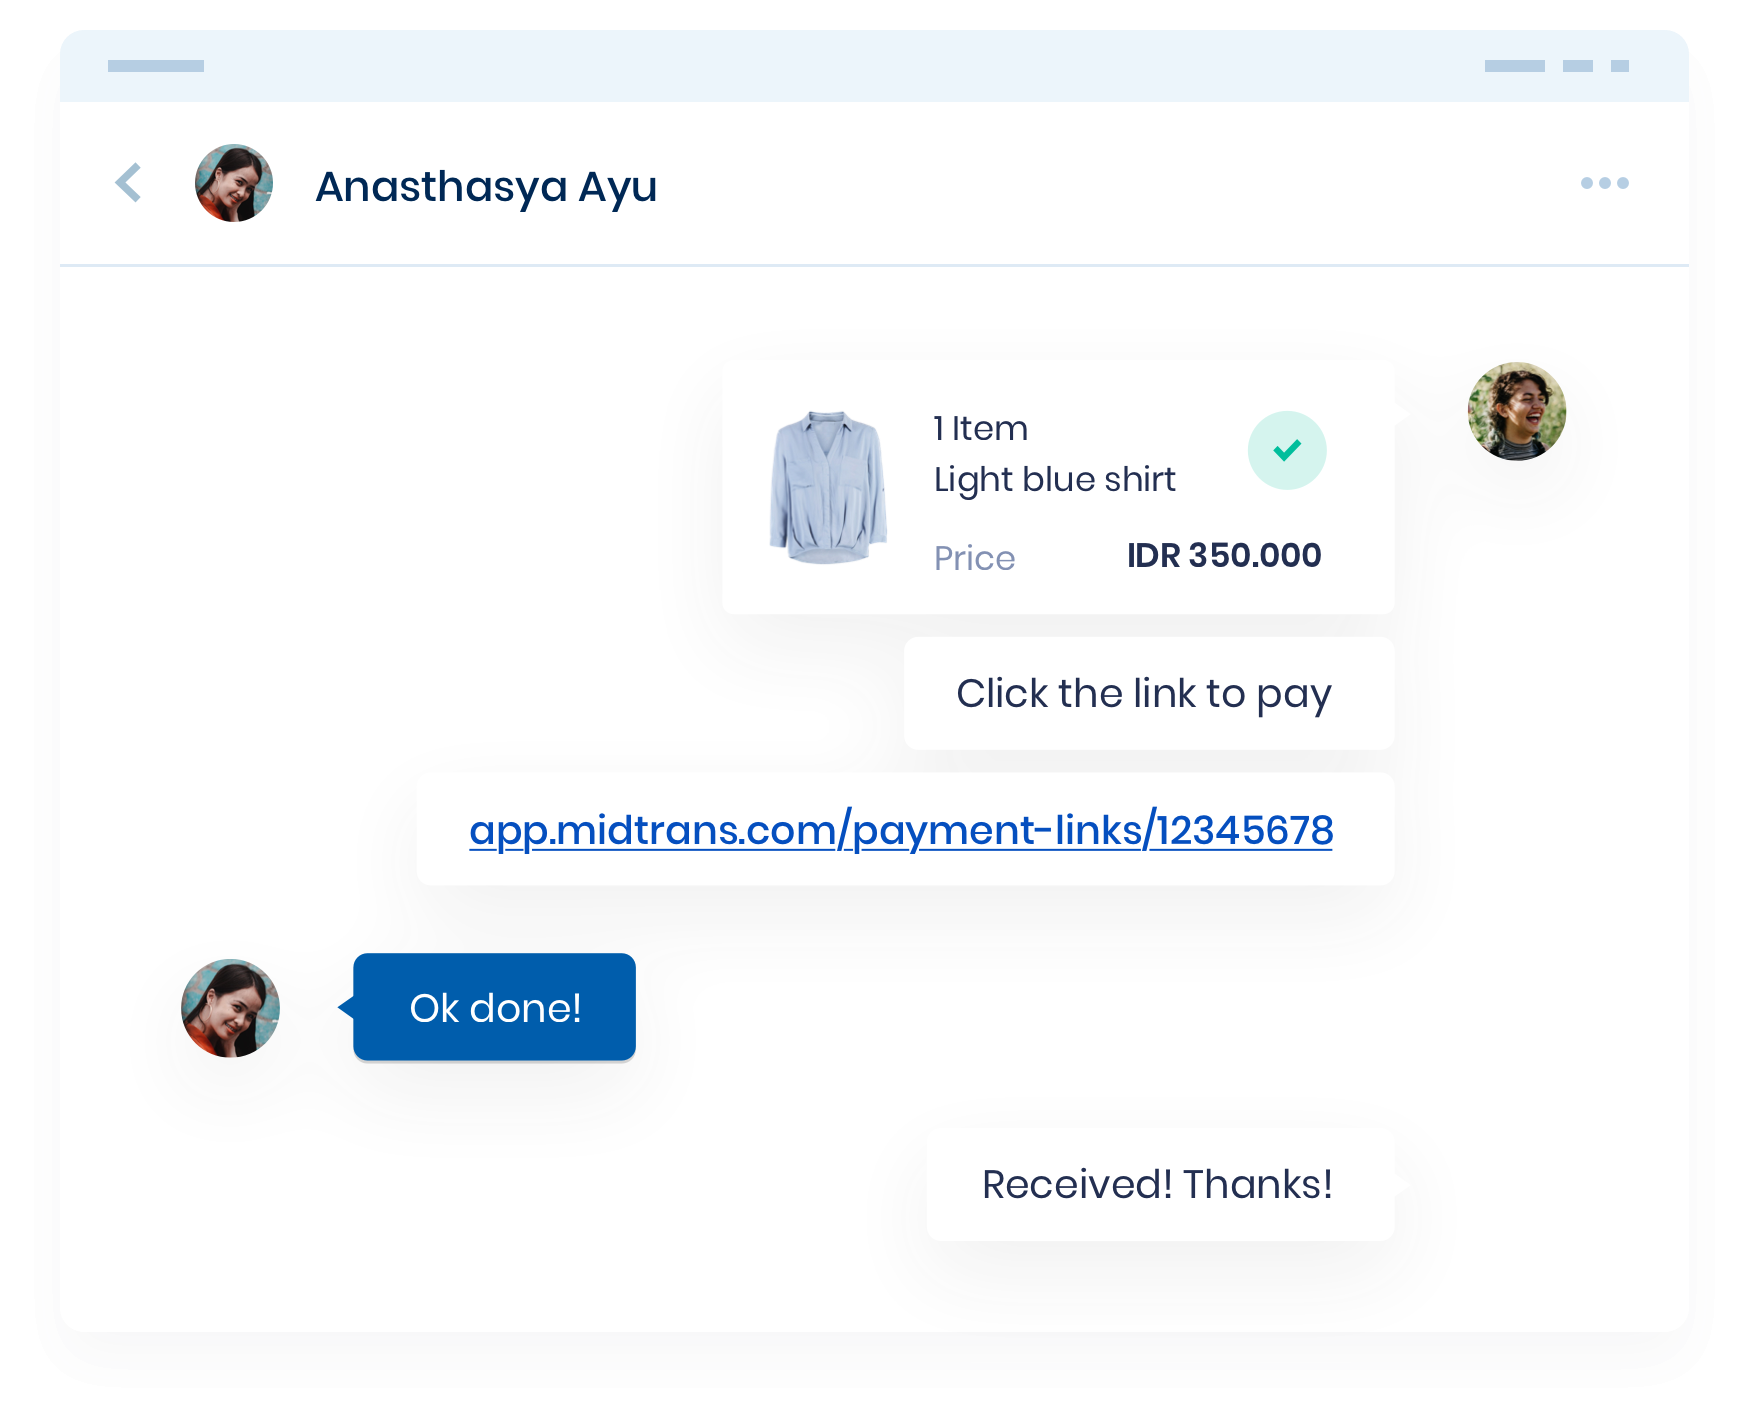 Anasthasya Ayu
1 Item
Light blue shirt
Price IDR 350.000
Click the link to pay
app.midtrans.com/payment-links/12345678
Ok done!
Received! Thanks!